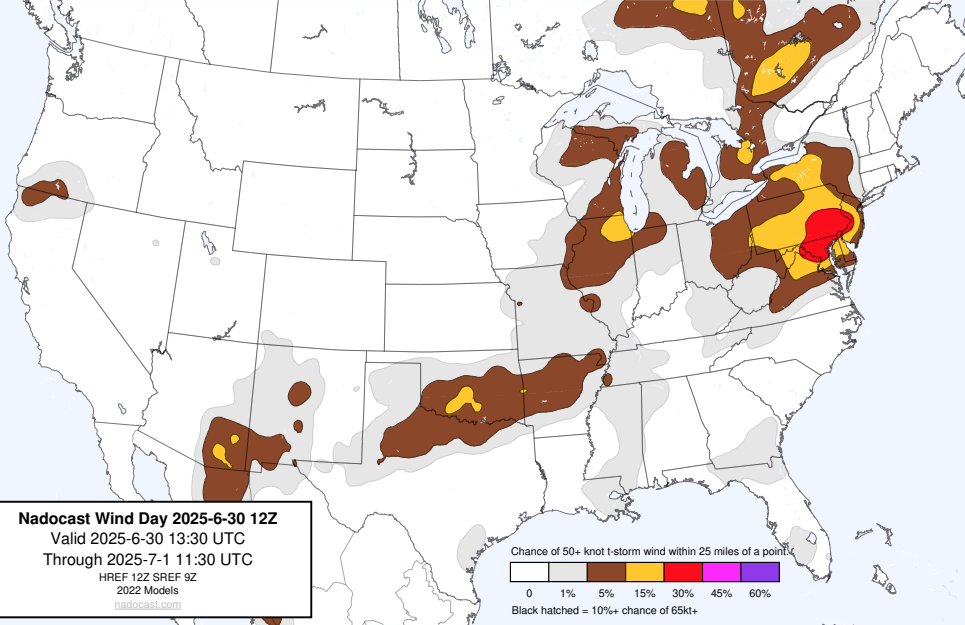 Nadocast Wind Day 2025-6-30 12Z
Valid 2025-6-30 13:30 UTC
Through 2025-7-1 11:30 UTC
HREF 12Z SREF 9Z
2022 Models
nadocast.com
Chance of 50+ knot t-storm wind within 25 miles of a point.
0 1% 5% 15% 30% 45% 60%
Black hatched = 10%+ chance of 65kt+